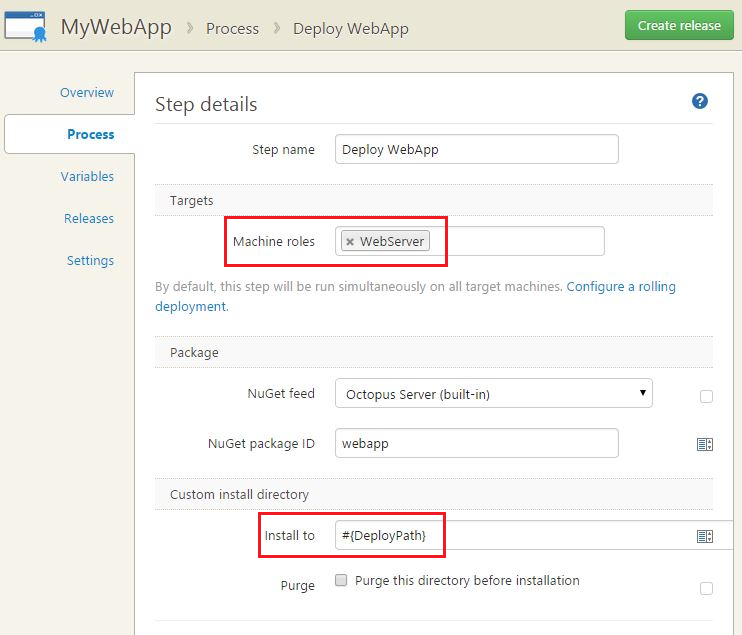 MyWebApp › Process › Deploy WebApp
Create release
Overview
Process
Variables
Releases
Settings
Step details
?
Step name Deploy WebApp
Targets
Machine roles × WebServer
By default, this step will be run simultaneously on all target machines. Configure a rolling
deployment.
Package
NuGet feed Octopus Server (built-in)
NuGet package ID webapp
Custom install directory
Install to #{DeployPath}
Purge Purge this directory before installation